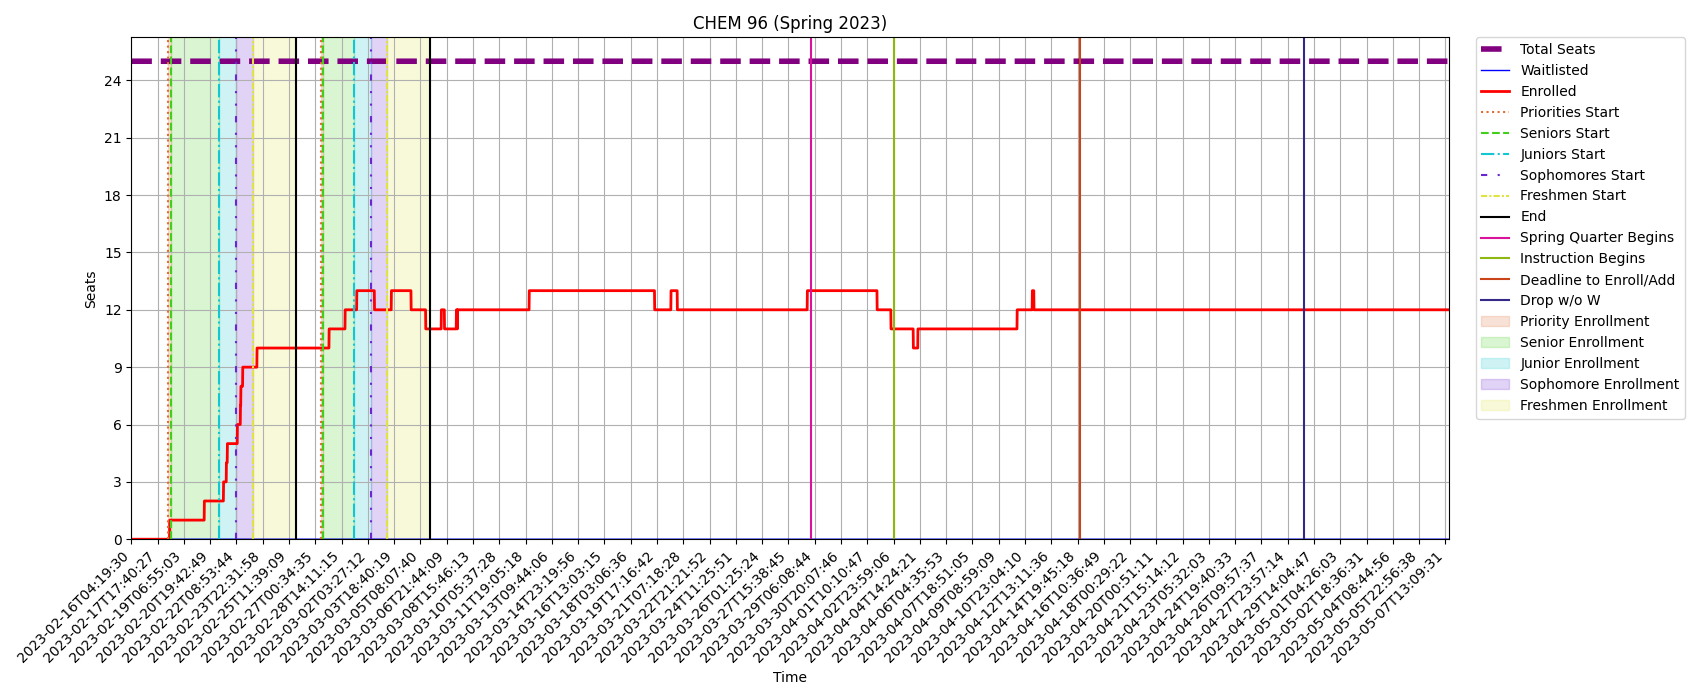 CHEM 96 (Spring 2023)
Seats
24
21
18
15
12
9
6
3
0
2023-02-16T04:19:30
2023-02-17T17:40:27
2023-02-19T06:55:03
2023-02-20T19:42:49
2023-02-22T08:53:44
2023-02-23T22:31:58
2023-02-25T11:39:09
2023-02-27T00:34:35
2023-02-28T14:11:15
2023-03-02T03:27:12
2023-03-03T18:40:19
2023-03-05T08:07:40
2023-03-06T21:44:09
2023-03-08T15:46:13
2023-03-10T05:37:28
2023-03-11T19:05:18
2023-03-13T09:44:06
2023-03-14T23:19:56
2023-03-16T13:03:15
2023-03-18T03:06:36
2023-03-19T17:16:42
2023-03-21T07:18:28
2023-03-22T21:21:52
2023-03-24T11:25:51
2023-03-26T01:25:24
2023-03-27T15:38:45
2023-03-29T06:08:44
2023-03-30T20:07:46
2023-04-01T10:10:47
2023-04-02T23:59:06
2023-04-04T14:24:21
2023-04-06T04:35:53
2023-04-07T18:51:05
2023-04-09T08:59:09
2023-04-10T23:04:10
2023-04-12T13:11:36
2023-04-14T19:45:18
2023-04-16T10:36:49
2023-04-18T00:29:22
2023-04-20T00:51:11
2023-04-21T15:14:12
2023-04-23T05:32:03
2023-04-24T19:40:33
2023-04-26T09:57:37
2023-04-27T23:57:14
2023-04-29T14:04:47
2023-05-01T04:26:03
2023-05-02T18:36:31
2023-05-04T08:44:56
2023-05-05T22:56:38
2023-05-07T13:09:31
Time
Total Seats
Waitlisted
Enrolled
Priorities Start
Seniors Start
Juniors Start
Sophomores Start
Freshmen Start
End
Spring Quarter Begins
Instruction Begins
Deadline to Enroll/Add
Drop w/o W
Priority Enrollment
Senior Enrollment
Junior Enrollment
Sophomore Enrollment
Freshmen Enrollment